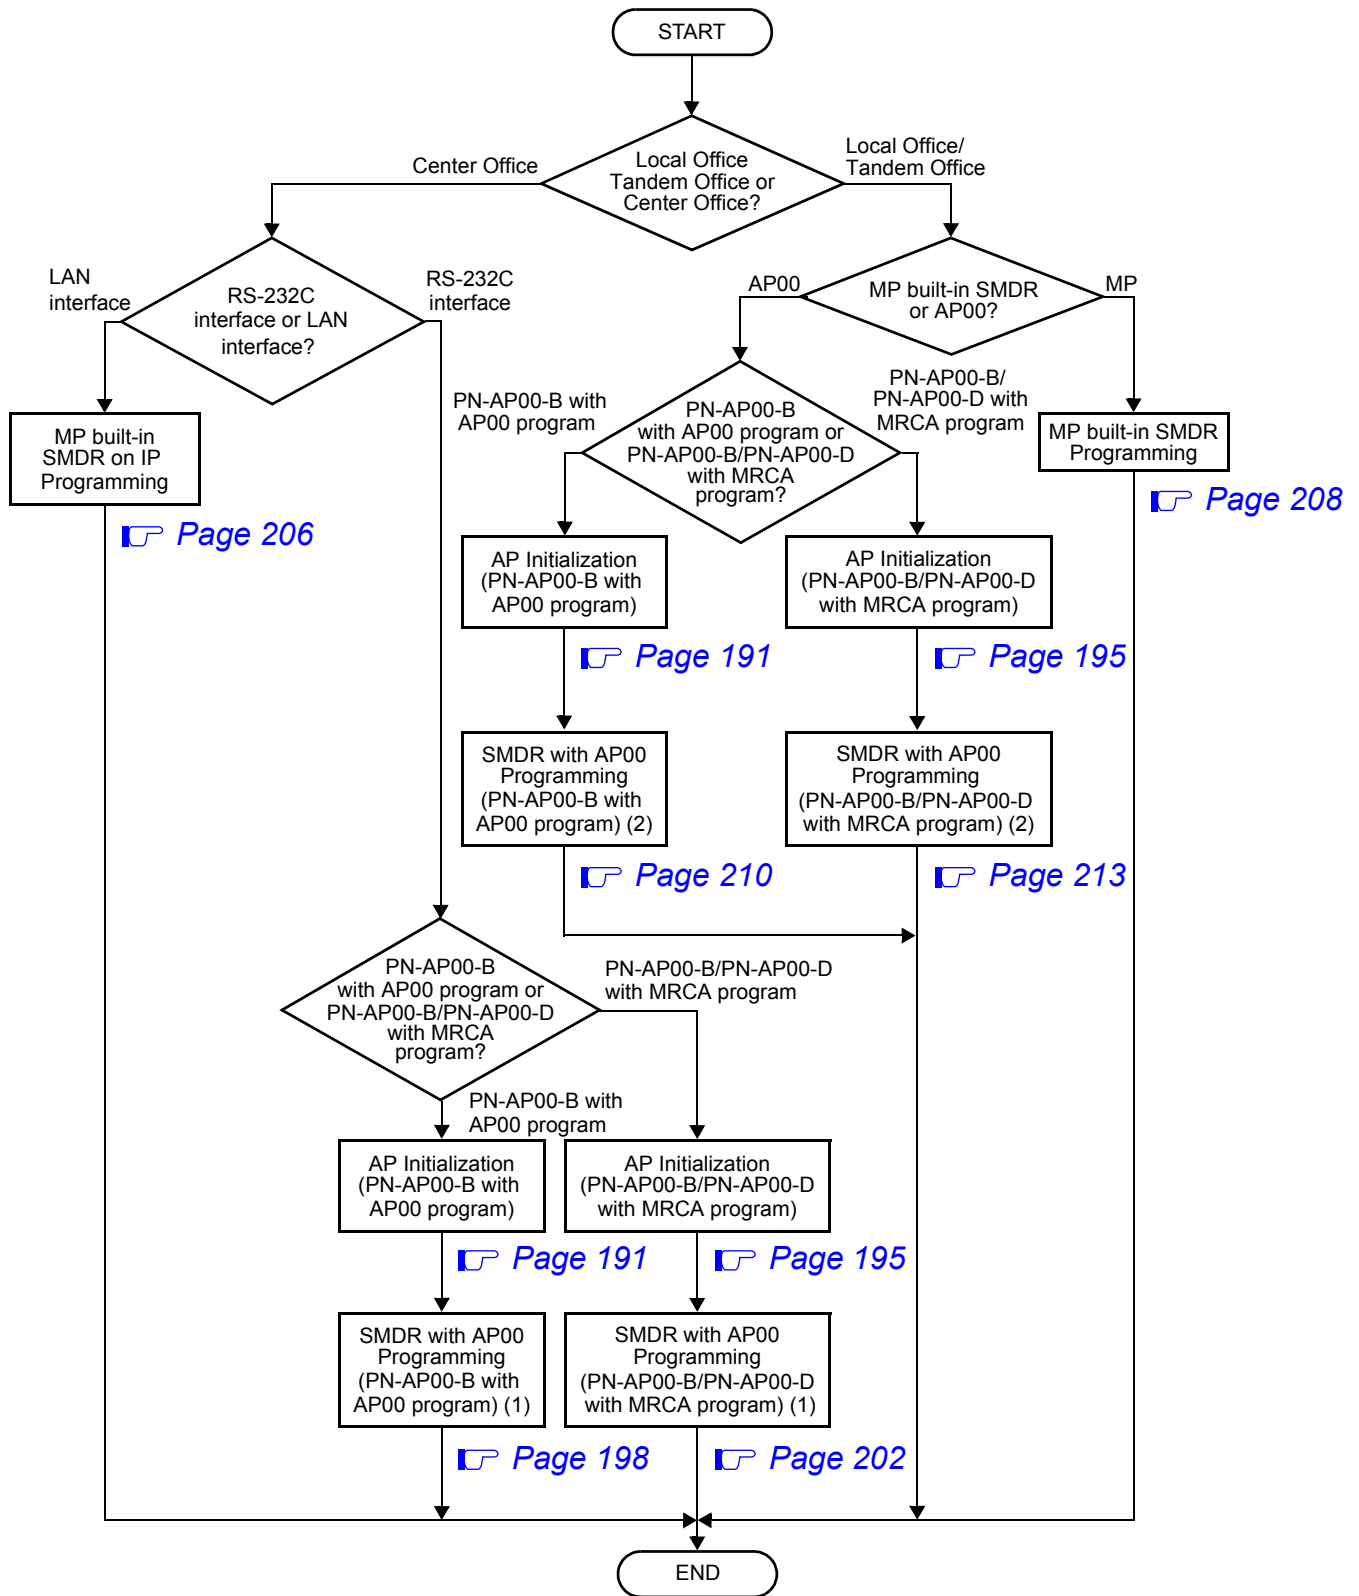 START
Local Office
Tandem Office or
Center Office?
Center Office
Local Office/
Tandem Office
LAN
interface
RS-232C
interface or LAN
interface?
RS-232C
interface
AP00
MP built-in SMDR
or AP00?
MP
MP built-in
SMDR on IP
Programming
Page 206
PN-AP00-B with
AP00 program
PN-AP00-B
with AP00 program or
PN-AP00-B/PN-AP00-D
with MRCA
program?
PN-AP00-B/
PN-AP00-D with
MRCA program
MP built-in SMDR
Programming
Page 208
AP Initialization
(PN-AP00-B with
AP00 program)
Page 191
AP Initialization
(PN-AP00-B/PN-AP00-D
with MRCA program)
Page 195
SMDR with AP00
Programming
(PN-AP00-B with
AP00 program) (2)
Page 210
SMDR with AP00
Programming
(PN-AP00-B/PN-AP00-D
with MRCA program) (2)
Page 213
PN-AP00-B
with AP00 program or
PN-AP00-B/PN-AP00-D
with MRCA
program?
PN-AP00-B/PN-AP00-D
with MRCA program
PN-AP00-B with
AP00 program
AP Initialization
(PN-AP00-B with
AP00 program)
Page 191
AP Initialization
(PN-AP00-B/PN-AP00-D
with MRCA program)
Page 195
SMDR with AP00
Programming
(PN-AP00-B with
AP00 program) (1)
Page 198
SMDR with AP00
Programming
(PN-AP00-B/PN-AP00-D
with MRCA program) (1)
Page 202
END